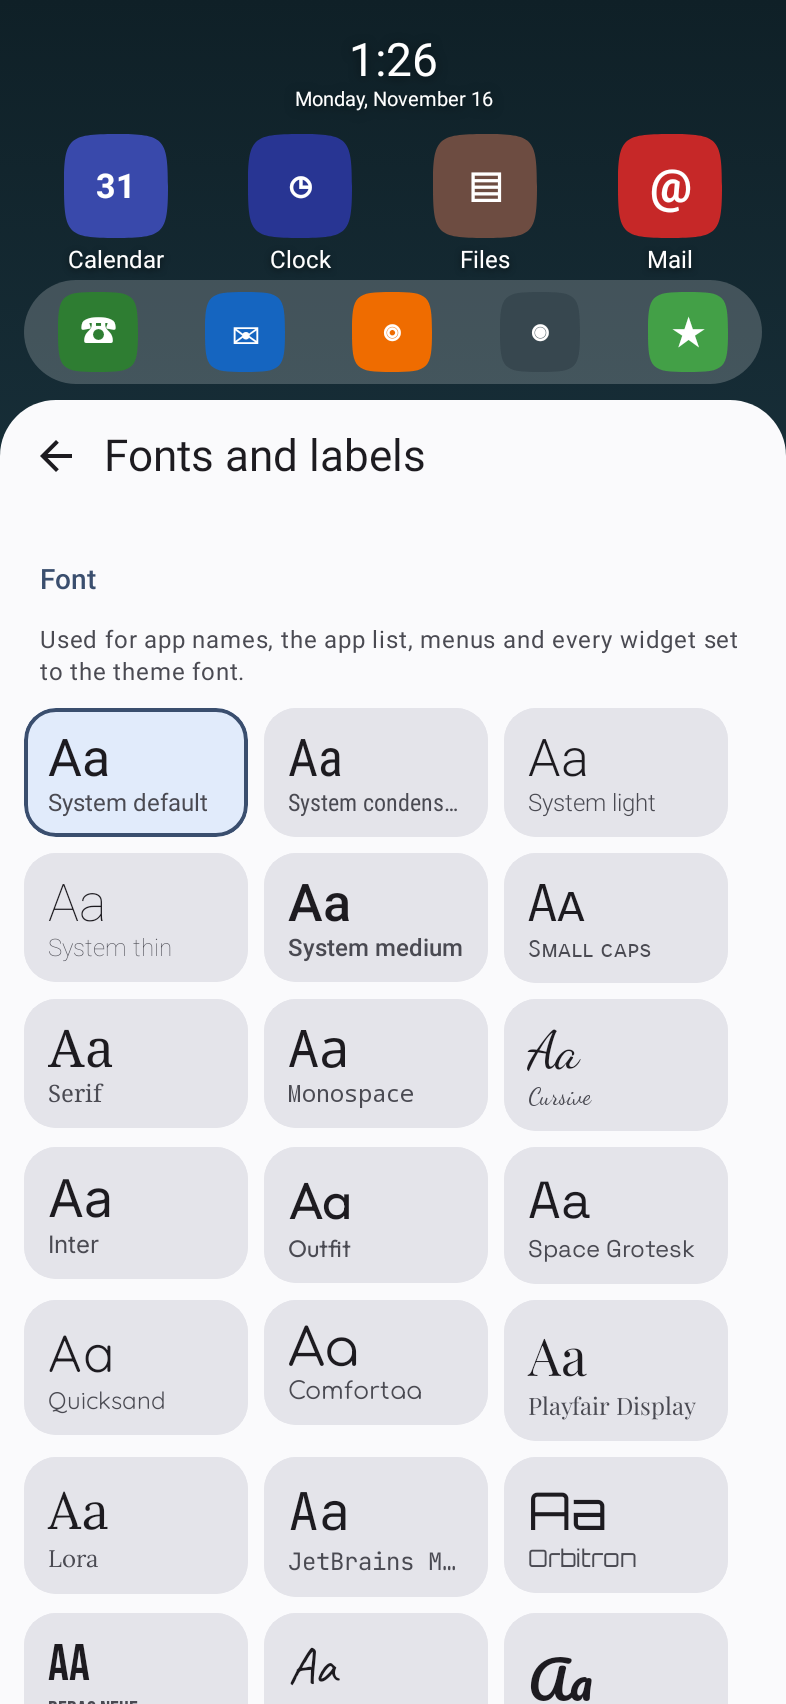 1:26
Monday, November 16
31
@
Calendar
Clock
Files
Mail
Fonts and labels
Font
Used for app names, the app list, menus and every widget set
to the theme font.
Aa
System default
Aa
System condens…
Aa
System light
Aa
System thin
Aa
System medium
Aa
Small caps
Aa
Serif
Aa
Monospace
Aa
Cursive
Aa
Inter
Aa
Outfit
Aa
Space Grotesk
Aa
Quicksand
Aa
Comfortaa
Aa
Playfair Display
Aa
Lora
Aa
JetBrains M…
Aa
Orbitron
AA
Aa
Aa